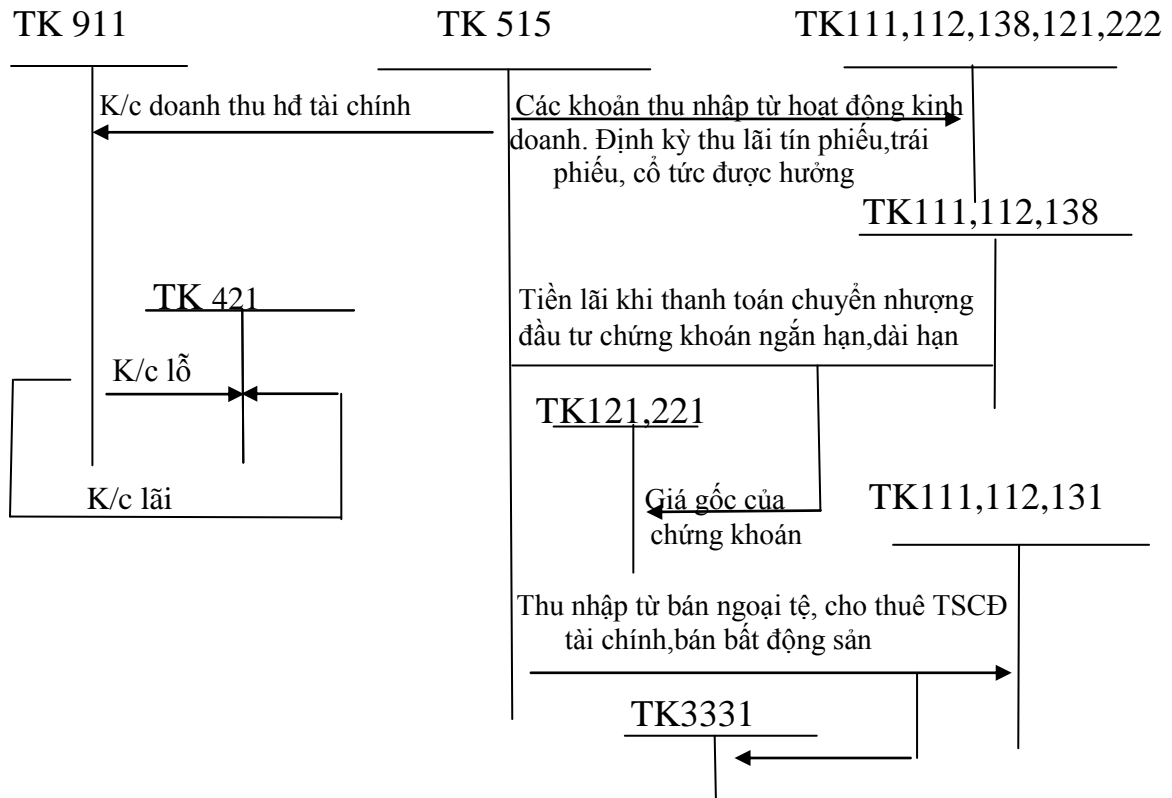 TK 911
TK 515
TK111,112,138,121,222
K/c doanh thu hđ tài chính
Các khoản thu nhập từ hoạt động kinh
doanh. Định kỳ thu lãi tín phiếu,trái
phiếu, cổ tức được hưởng
TK111,112,138
TK 421
Tiền lãi khi thanh toán chuyển nhượng
đầu tư chứng khoán ngắn hạn,dài hạn
K/c lỗ
TK121,221
K/c lãi
Giá gốc của
chứng khoán
TK111,112,131
Thu nhập từ bán ngoại tệ, cho thuê TSCĐ
tài chính,bán bất động sản
TK3331